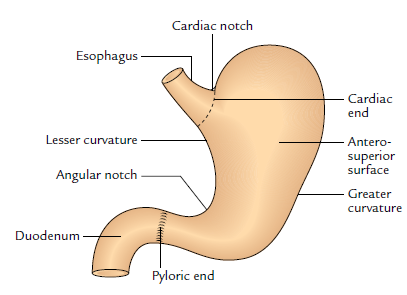 Cardiac notch
Esophagus
Cardiac
end
Lesser curvature
Antero-
superior
surface
Angular notch
Greater
curvature
Duodenum
Pyloric end